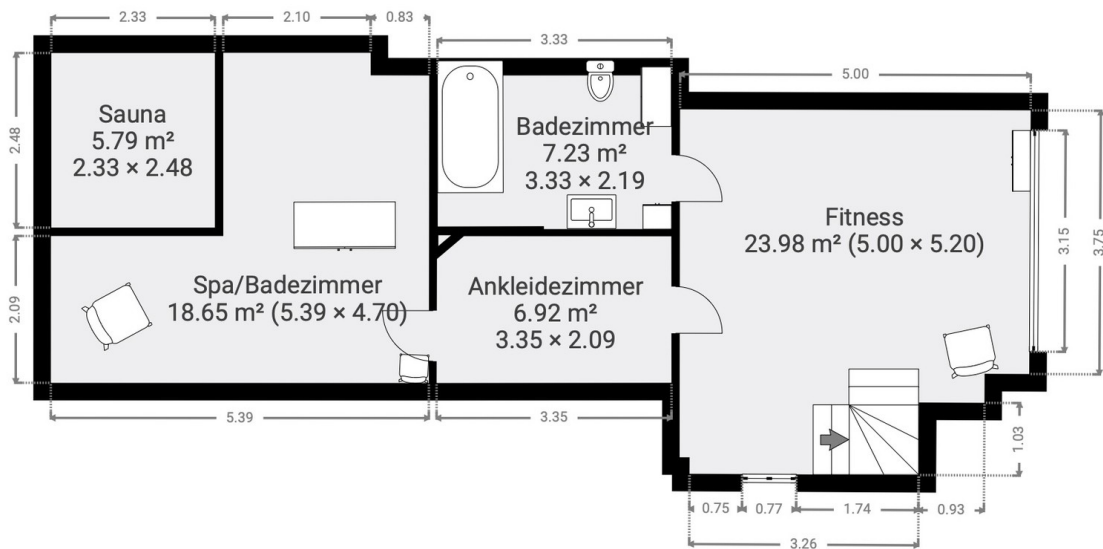 2.33
2.10
0.83
3.33
5.00
Sauna
5.79 m²
2.33 × 2.48
2.48
Badezimmer
7.23 m²
3.33 × 2.19
Fitness
23.98 m² (5.00 × 5.20)
3.15
3.75
2.09
Spa/Badezimmer
18.65 m² (5.39 × 4.70)
Ankleidezimmer
6.92 m²
3.35 × 2.09
5.39
3.35
1.03
0.75
0.77
1.74
0.93
3.26